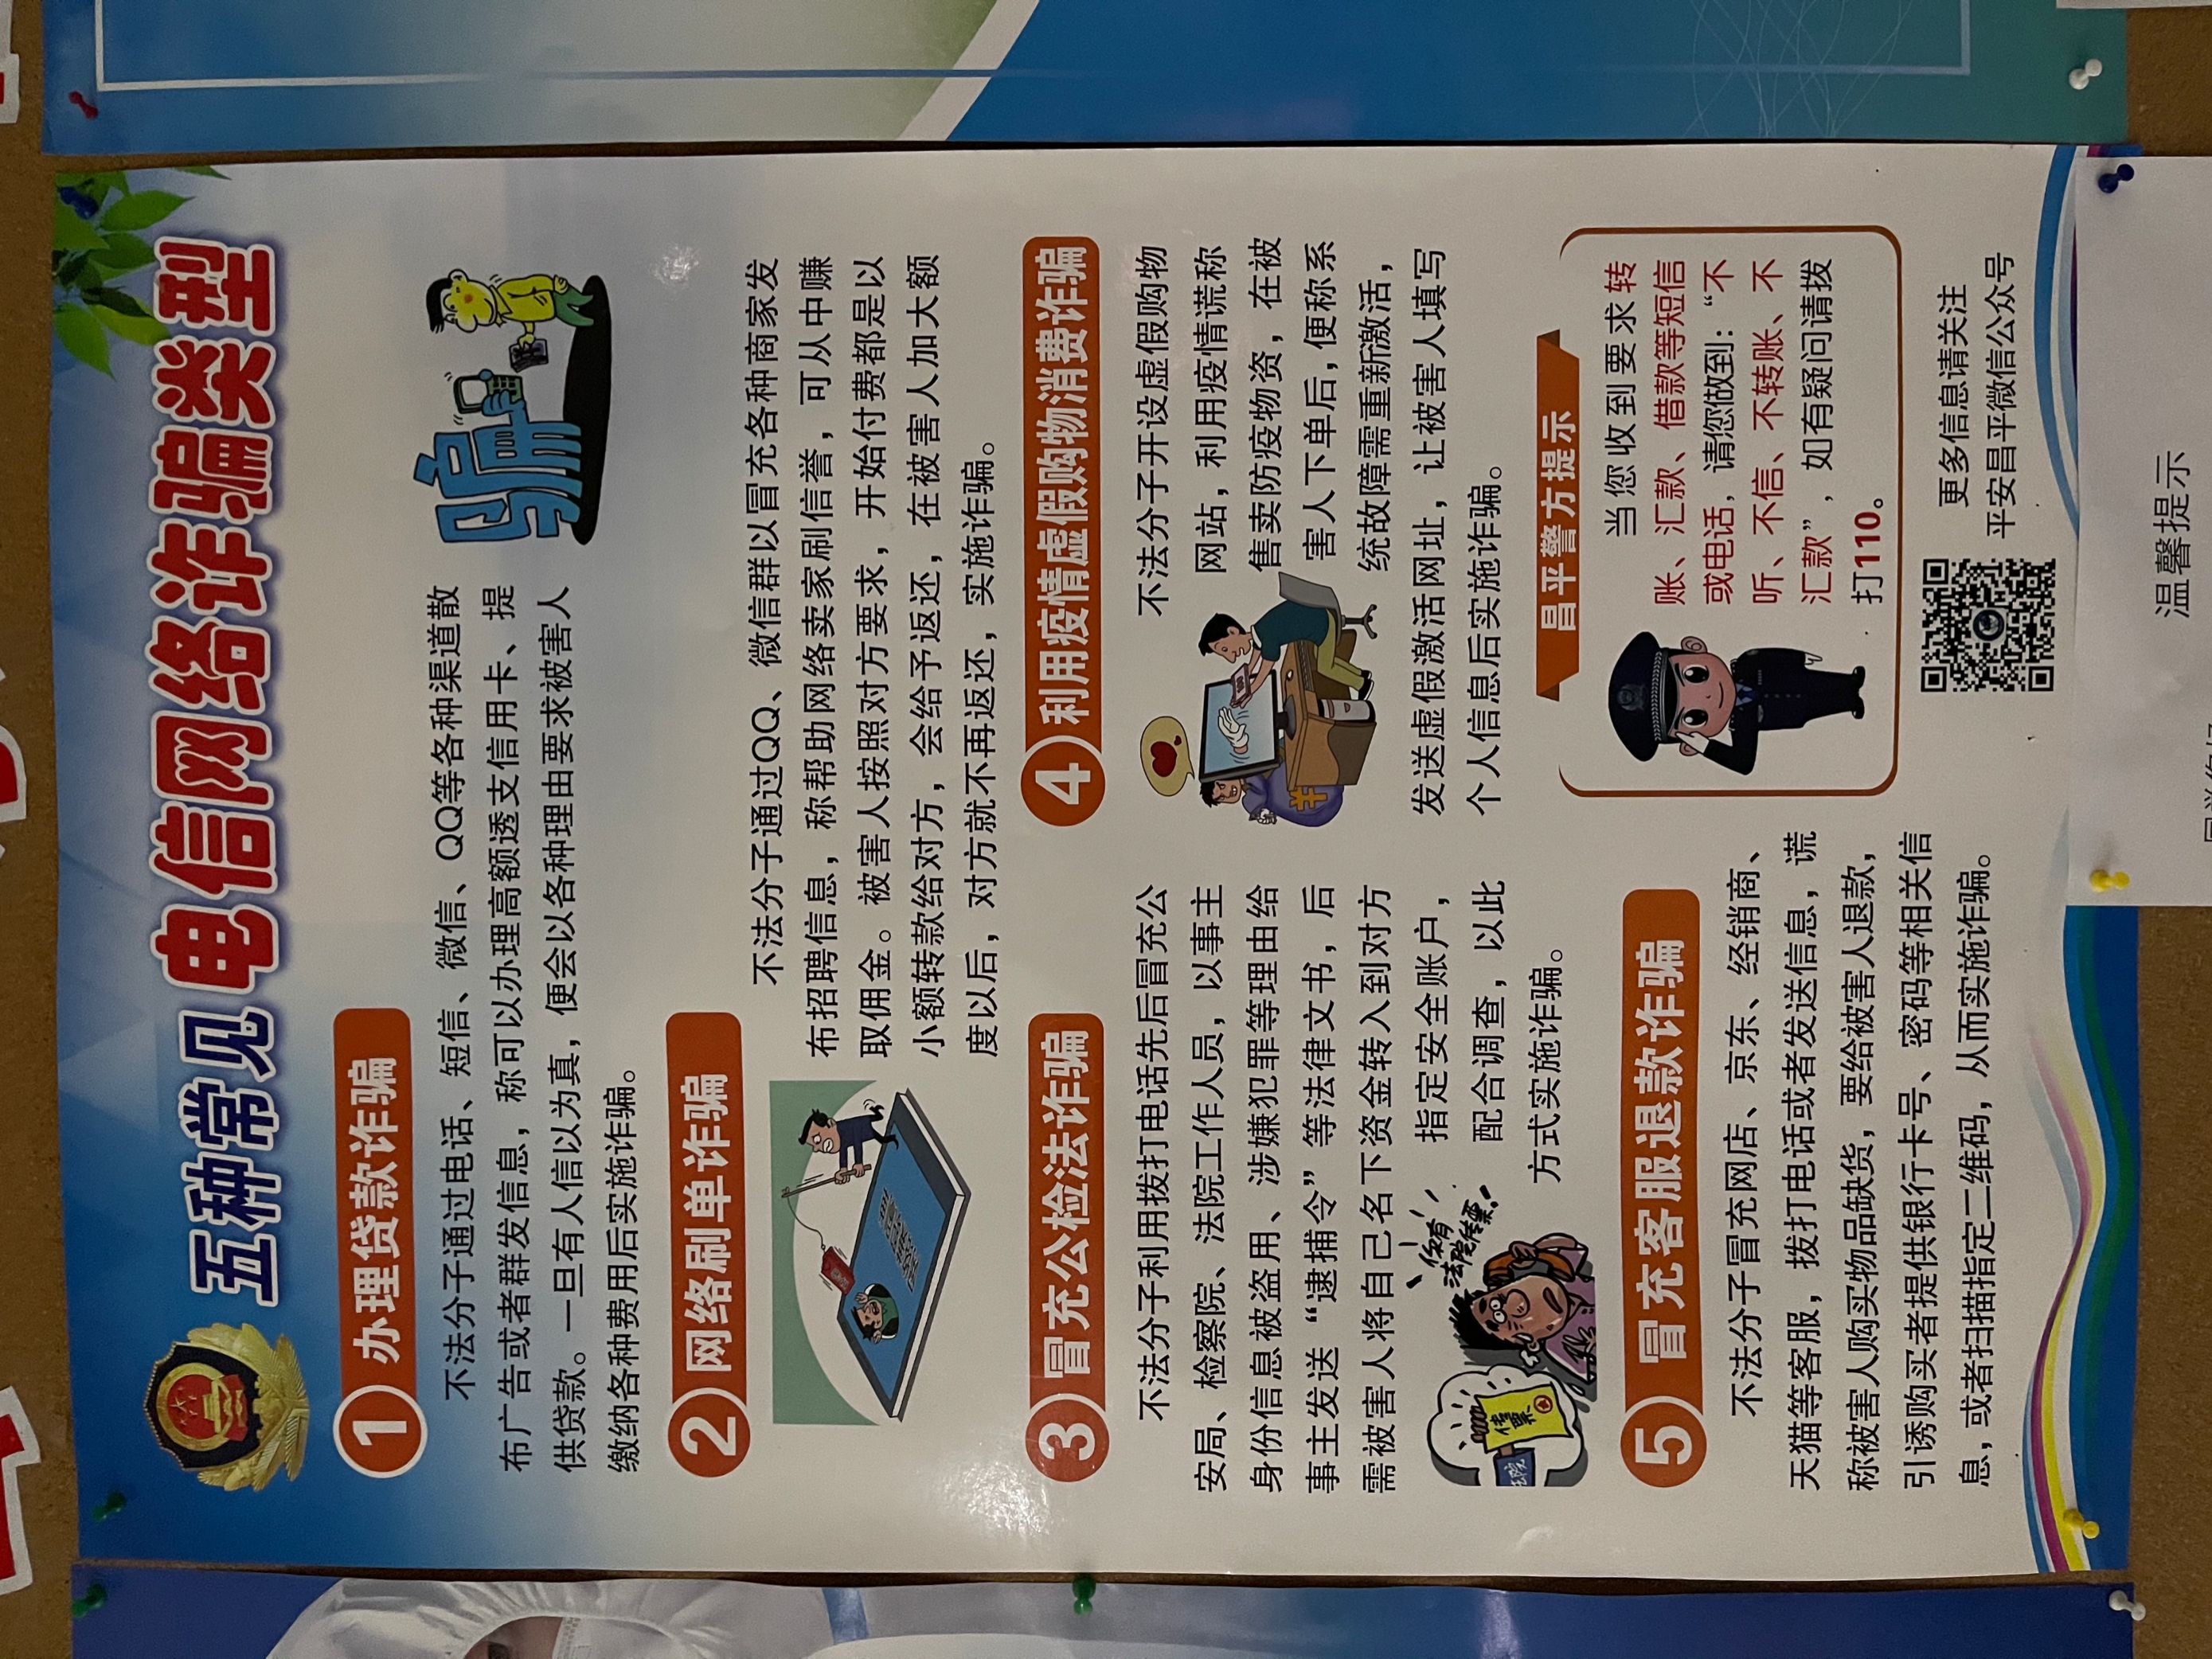 五种常见电信网络诈骗类型
1 办理贷款诈骗
不法分子通过电话、短信、微信、QQ等各种渠道散
布广告或者群发信息，称可以办理高额透支信用卡、提
供贷款。一旦有人信以为真，便会以各种理由要求被害人
缴纳各种费用后实施诈骗。
骗
2 网络刷单诈骗
不法分子通过QQ、微信群以冒充各种商家发
布招聘信息，称帮助网络卖家刷信誉，可从中赚
取佣金。被害人按照对方要求，开始付费都是以
小额转款给对方，会给予返还，在被害人加大额
度以后，对方就不再返还，实施诈骗。
3 冒充公检法诈骗
不法分子利用拨打电话先后冒充公
安局、检察院、法院工作人员，以事主
身份信息被盗用、涉嫌犯罪等理由给
事主发送“逮捕令”等法律文书，后
需被害人将自己名下资金转入到对方
指定安全账户，
配合调查，以此
方式实施诈骗。
你有
法院传票！
法院
传票
4 利用疫情虚假购物消费诈骗
不法分子开设虚假购物
网站，利用疫情谎称
售卖防疫物资，在被
害人下单后，便称系
统故障需重新激活，
发送虚假激活网址，让被害人填写
个人信息后实施诈骗。
¥
5 冒充客服退款诈骗
不法分子冒充网店、京东、经销商、
天猫等客服，拨打电话或者发送信息，谎
称被害人购买物品缺货，要给被害人退款，
引诱购买者提供银行卡号、密码等相关信
息，或者扫描指定二维码，从而实施诈骗。
昌平警方提示
当您收到要求转
账、汇款、借款等短信
或电话，请您做到：“不
听、不信、不转账、不
汇款”，如有疑问请拨
打110。
更多信息请关注
平安昌平微信公众号
温馨提示